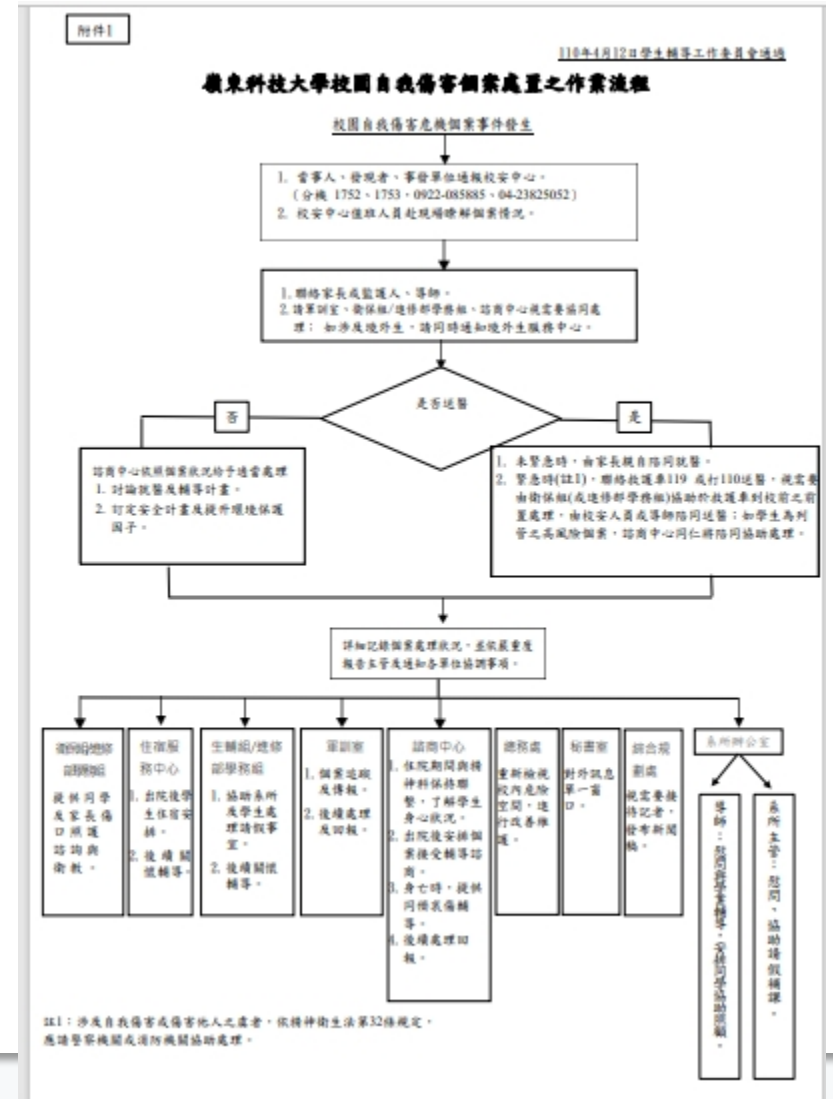 附件1
110年4月12日學生輔導工作委員會通過
嶺東科技大學校園自我傷害個案處置之作業流程
校園自我傷害危機個案事件發生
1. 當事人、發現者、事發單位通報校安中心。
(分機 1752、1753,0922-085885、04-23825052)
2. 校安中心值班人員赴現場瞭解個案情況。
1.聯絡家長或監護人、導師。
2.請軍訓室、衛保組/進修部學務組、諮商中心視需要協同處
理; 如涉及境外生,請同時通知境外生服務中心。
是否送醫
否
是
諮商中心依照個案狀況給予適當處理
1. 討論就醫及輔導計畫。
2. 訂定安全計畫及提升環境保護
因子。
1. 未緊急時,由家長親自陪同就醫。
2. 緊急時(註1),聯絡救護車119 或打110送醫,視需要
由衛保組(或進修部學務組)協助於救護車到校前之前
置處理,由校安人員或導師陪同送醫;如學生為列
管之高風險個案,諮商中心同仁將陪同協助處理。
詳細記錄個案處理狀況,並依嚴重度
報告主管及通知各單位協調事項。
衛保組/進修
部學務組
提供同學
及家長傷
口照護
諮詢與
衛教。
住宿服
務中心
1. 出院後學
生住宿安
排。
2. 後續關
懷輔導。
生輔組/進修
部學務組
1. 協助系所
及學生處
理請假事
宜。
2. 後續關懷
輔導。
軍訓室
1. 個案追蹤
及傳報。
2. 後續處理
及回報。
諮商中心
1. 住院期間與精
神科保持聯
繫,了解學生
身心狀況。
2. 出院後安排個
案接受輔導諮
商。
3. 身亡時,提供
同儕哀傷輔
導。
4. 後續處理回
報。
總務處
重新檢視
校內危險
空間,進
行改善維
護。
秘書室
對外訊息
單一窗
口。
綜合規
劃處
視需要接
待記者,
發布新聞
稿。
系所辦公室
導師:慰問與學業輔導,安排同學協助照顧。
系所主管:慰問、協助請假補課。
註1:涉及自我傷害或傷害他人之虞者,依精神衛生法第32條規定,
應請警察機關或消防機關協助處理。